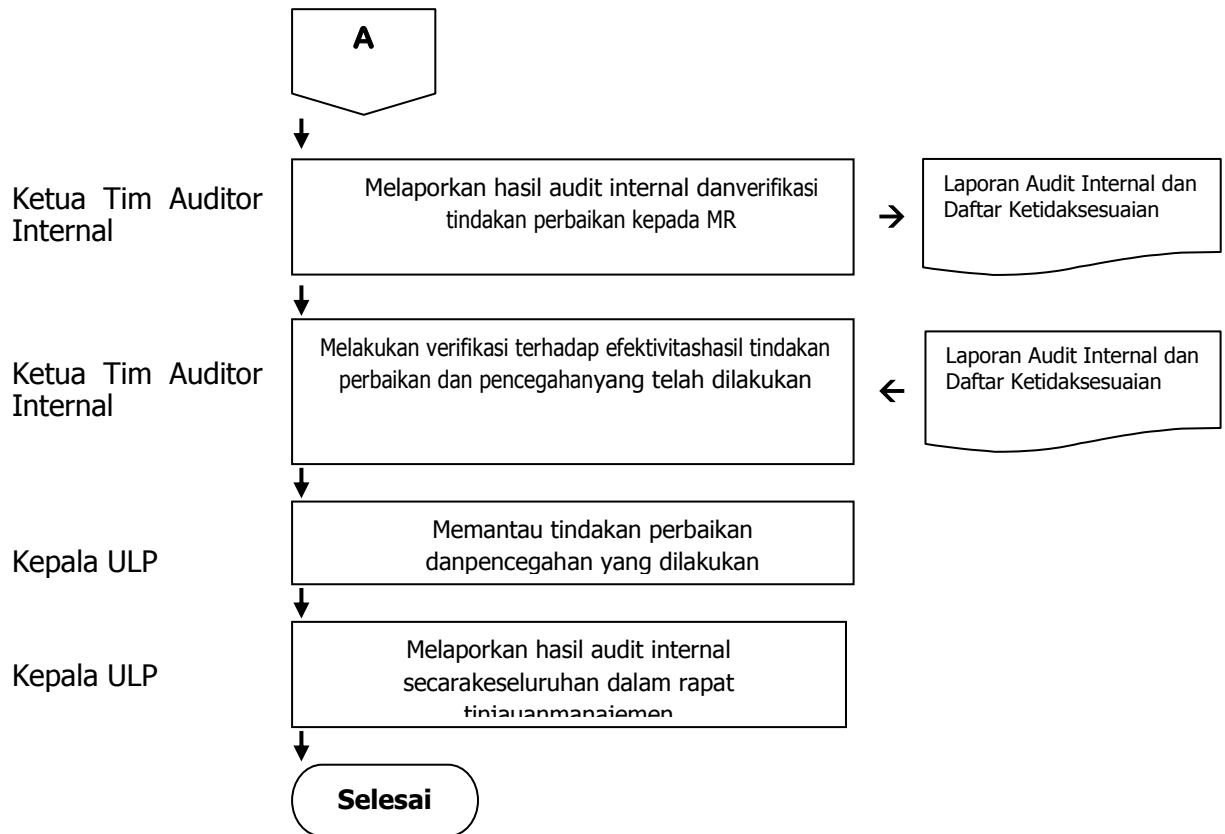 A
Ketua Tim Auditor
Internal
Melaporkan hasil audit internal danverifikasi
tindakan perbaikan kepada MR
Laporan Audit Internal dan
Daftar Ketidaksesuaian
Ketua Tim Auditor
Internal
Melakukan verifikasi terhadap efektivitashasil tindakan
perbaikan dan pencegahanyang telah dilakukan
Laporan Audit Internal dan
Daftar Ketidaksesuaian
Kepala ULP
Memantau tindakan perbaikan
danpencegahan yang dilakukan
Kepala ULP
Melaporkan hasil audit internal
secarakeseluruhan dalam rapat
tinjauanmanajemen
Selesai